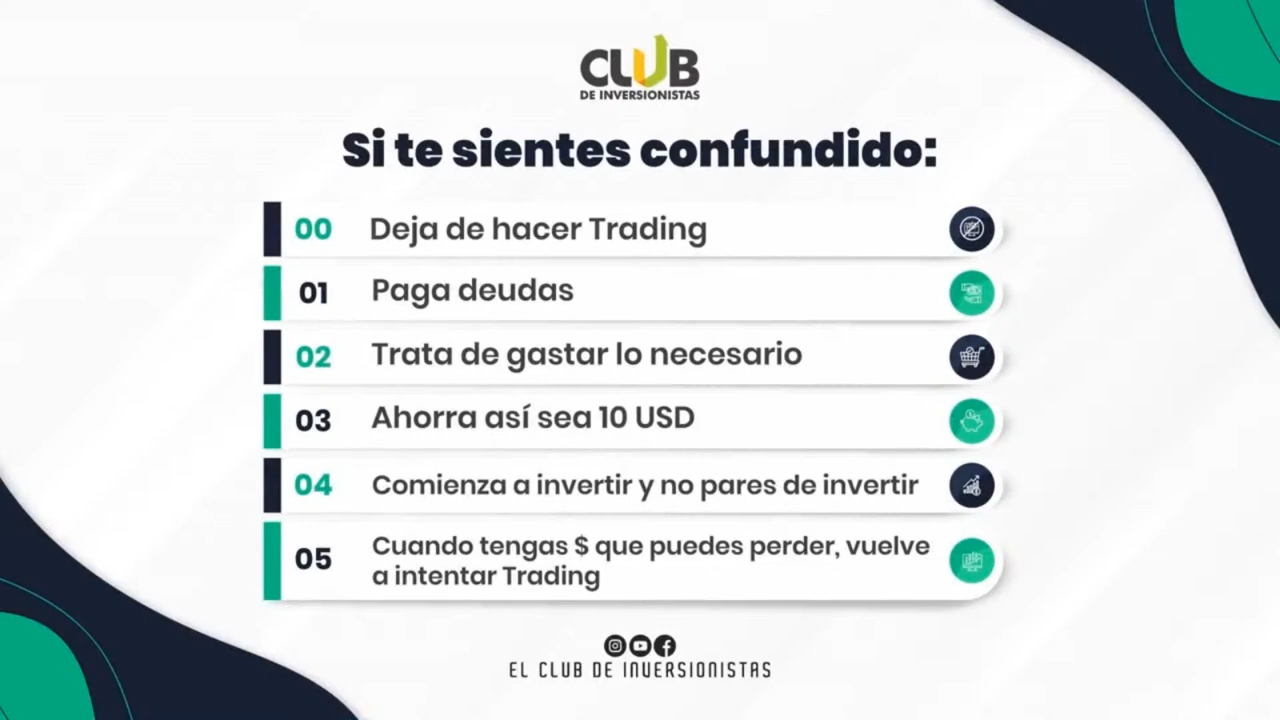 CLUB
DE INVERSIONISTAS
Si te sientes confundido:
00 Deja de hacer Trading
01 Paga deudas
02 Trata de gastar lo necesario
03 Ahorra así sea 10 USD
04 Comienza a invertir y no pares de invertir
05 Cuando tengas $ que puedes perder, vuelve
a intentar Trading
EL CLUB DE INVERSIONISTAS